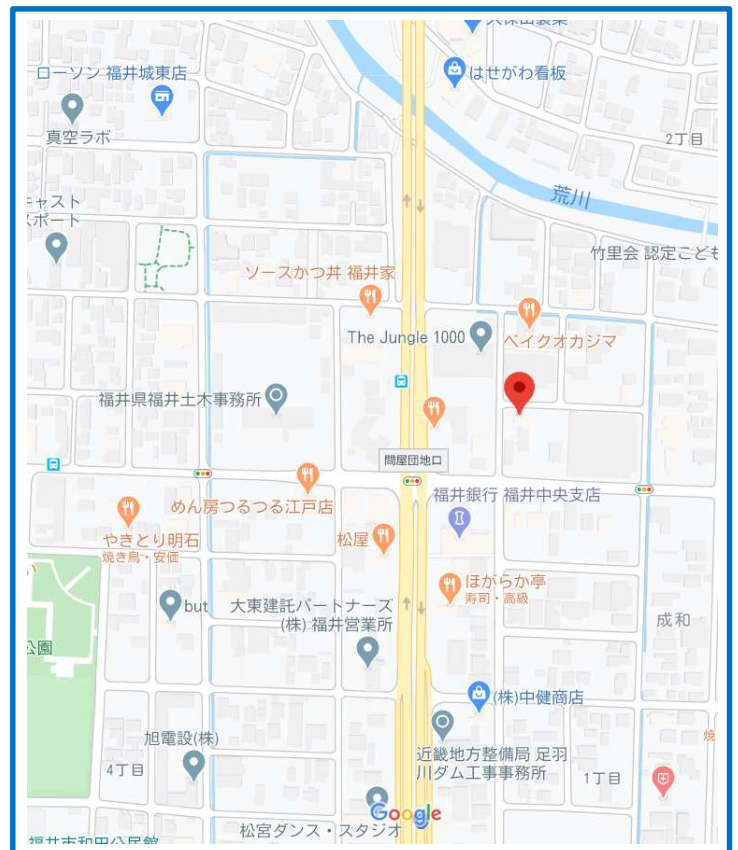 ローソン 福井城東店
はせがわ看板
真空ラボ
2丁目
荒川
竹里会 認定こども
ソースかつ丼 福井家
The Jungle 1000
ベイクオカジマ
福井県福井土木事務所
問屋団地口
めん房つるつる江戸店
福井銀行 福井中央支店
やきとり明石
焼き鳥・安価
松屋
ほがらか亭
寿司・高級
but
大東建託パートナーズ
(株) 福井営業所
成和
公園
(株)中健商店
旭電設(株)
近畿地方整備局 足羽
川ダム工事事務所
4丁目
1丁目
Google
松宮ダンス・スタジオ
福井市和田公民館